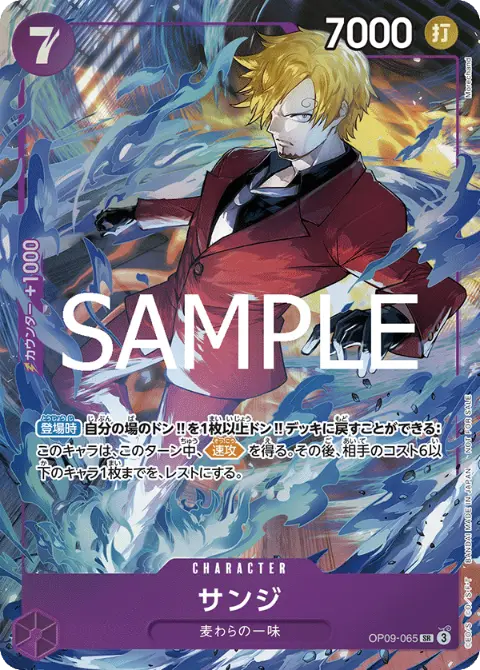 7
7000 打
Morechand
カウンター+1000
SAMPLE
登場時 自分の場のドン!!を1枚以上ドン!!デッキに戻すことができる:
このキャラは、このターン中、速攻 を得る。その後、相手のコスト6以
下のキャラ1枚までを、レストにする。
BANDAI MADE IN JAPAN NOT FOR SALE
CHARACTER
サンジ
麦わらの一味
OP09-065 SR 3